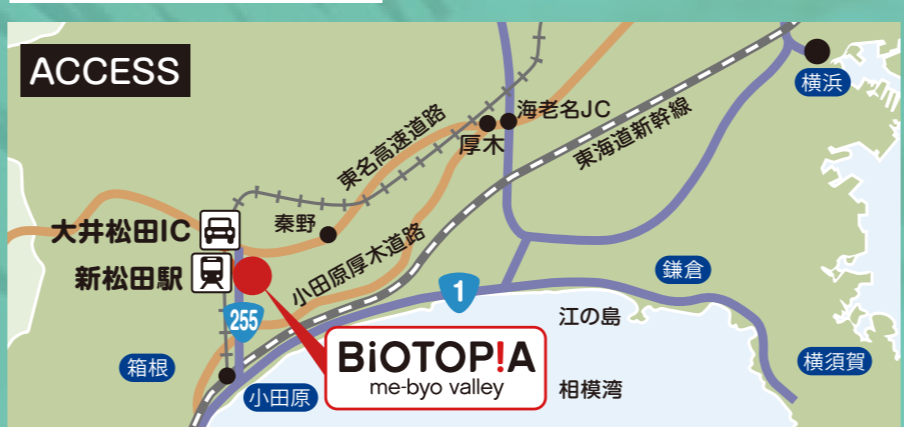 ACCESS
横浜
海老名JC
厚木
東名高速道路
東海道新幹線
秦野
大井松田IC
新松田駅
小田原厚木道路
255
1
鎌倉
江の島
箱根
BiOTOP!A
me-byo valley
横須賀
小田原
相模湾